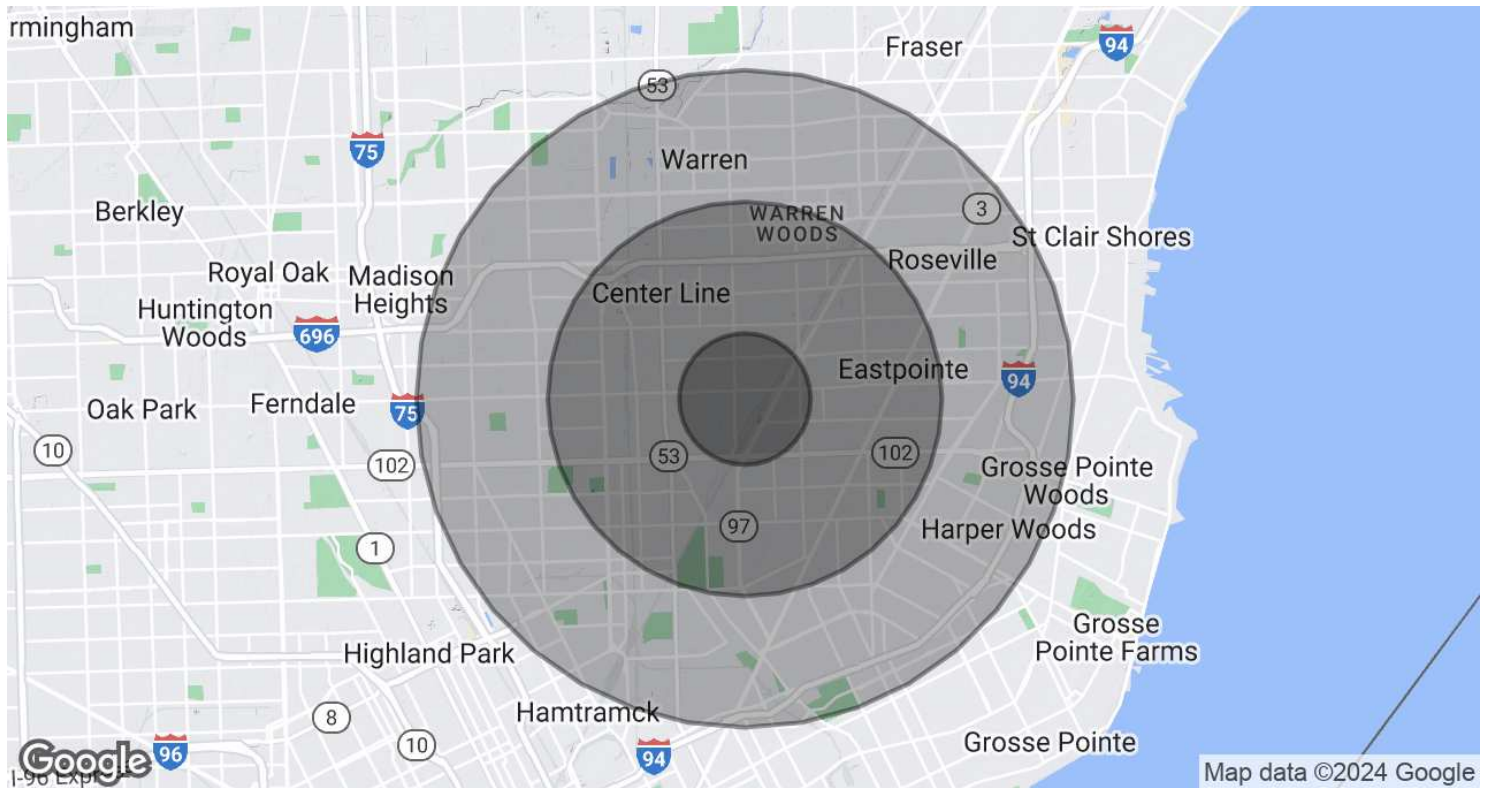 rmingham
Fraser
94
53
75
Warren
Berkley
3
WARREN
WOODS
St Clair Shores
Roseville
Royal Oak
Madison
Heights
Center Line
Huntington
Woods
696
Eastpointe
94
Oak Park
Ferndale
75
10
102
53
102
Grosse Pointe
Woods
97
Harper Woods
1
Grosse
Pointe Farms
Highland Park
Hamtramck
8
10
96
94
Grosse Pointe
Google
I-96 Express
Map data ©2024 Google